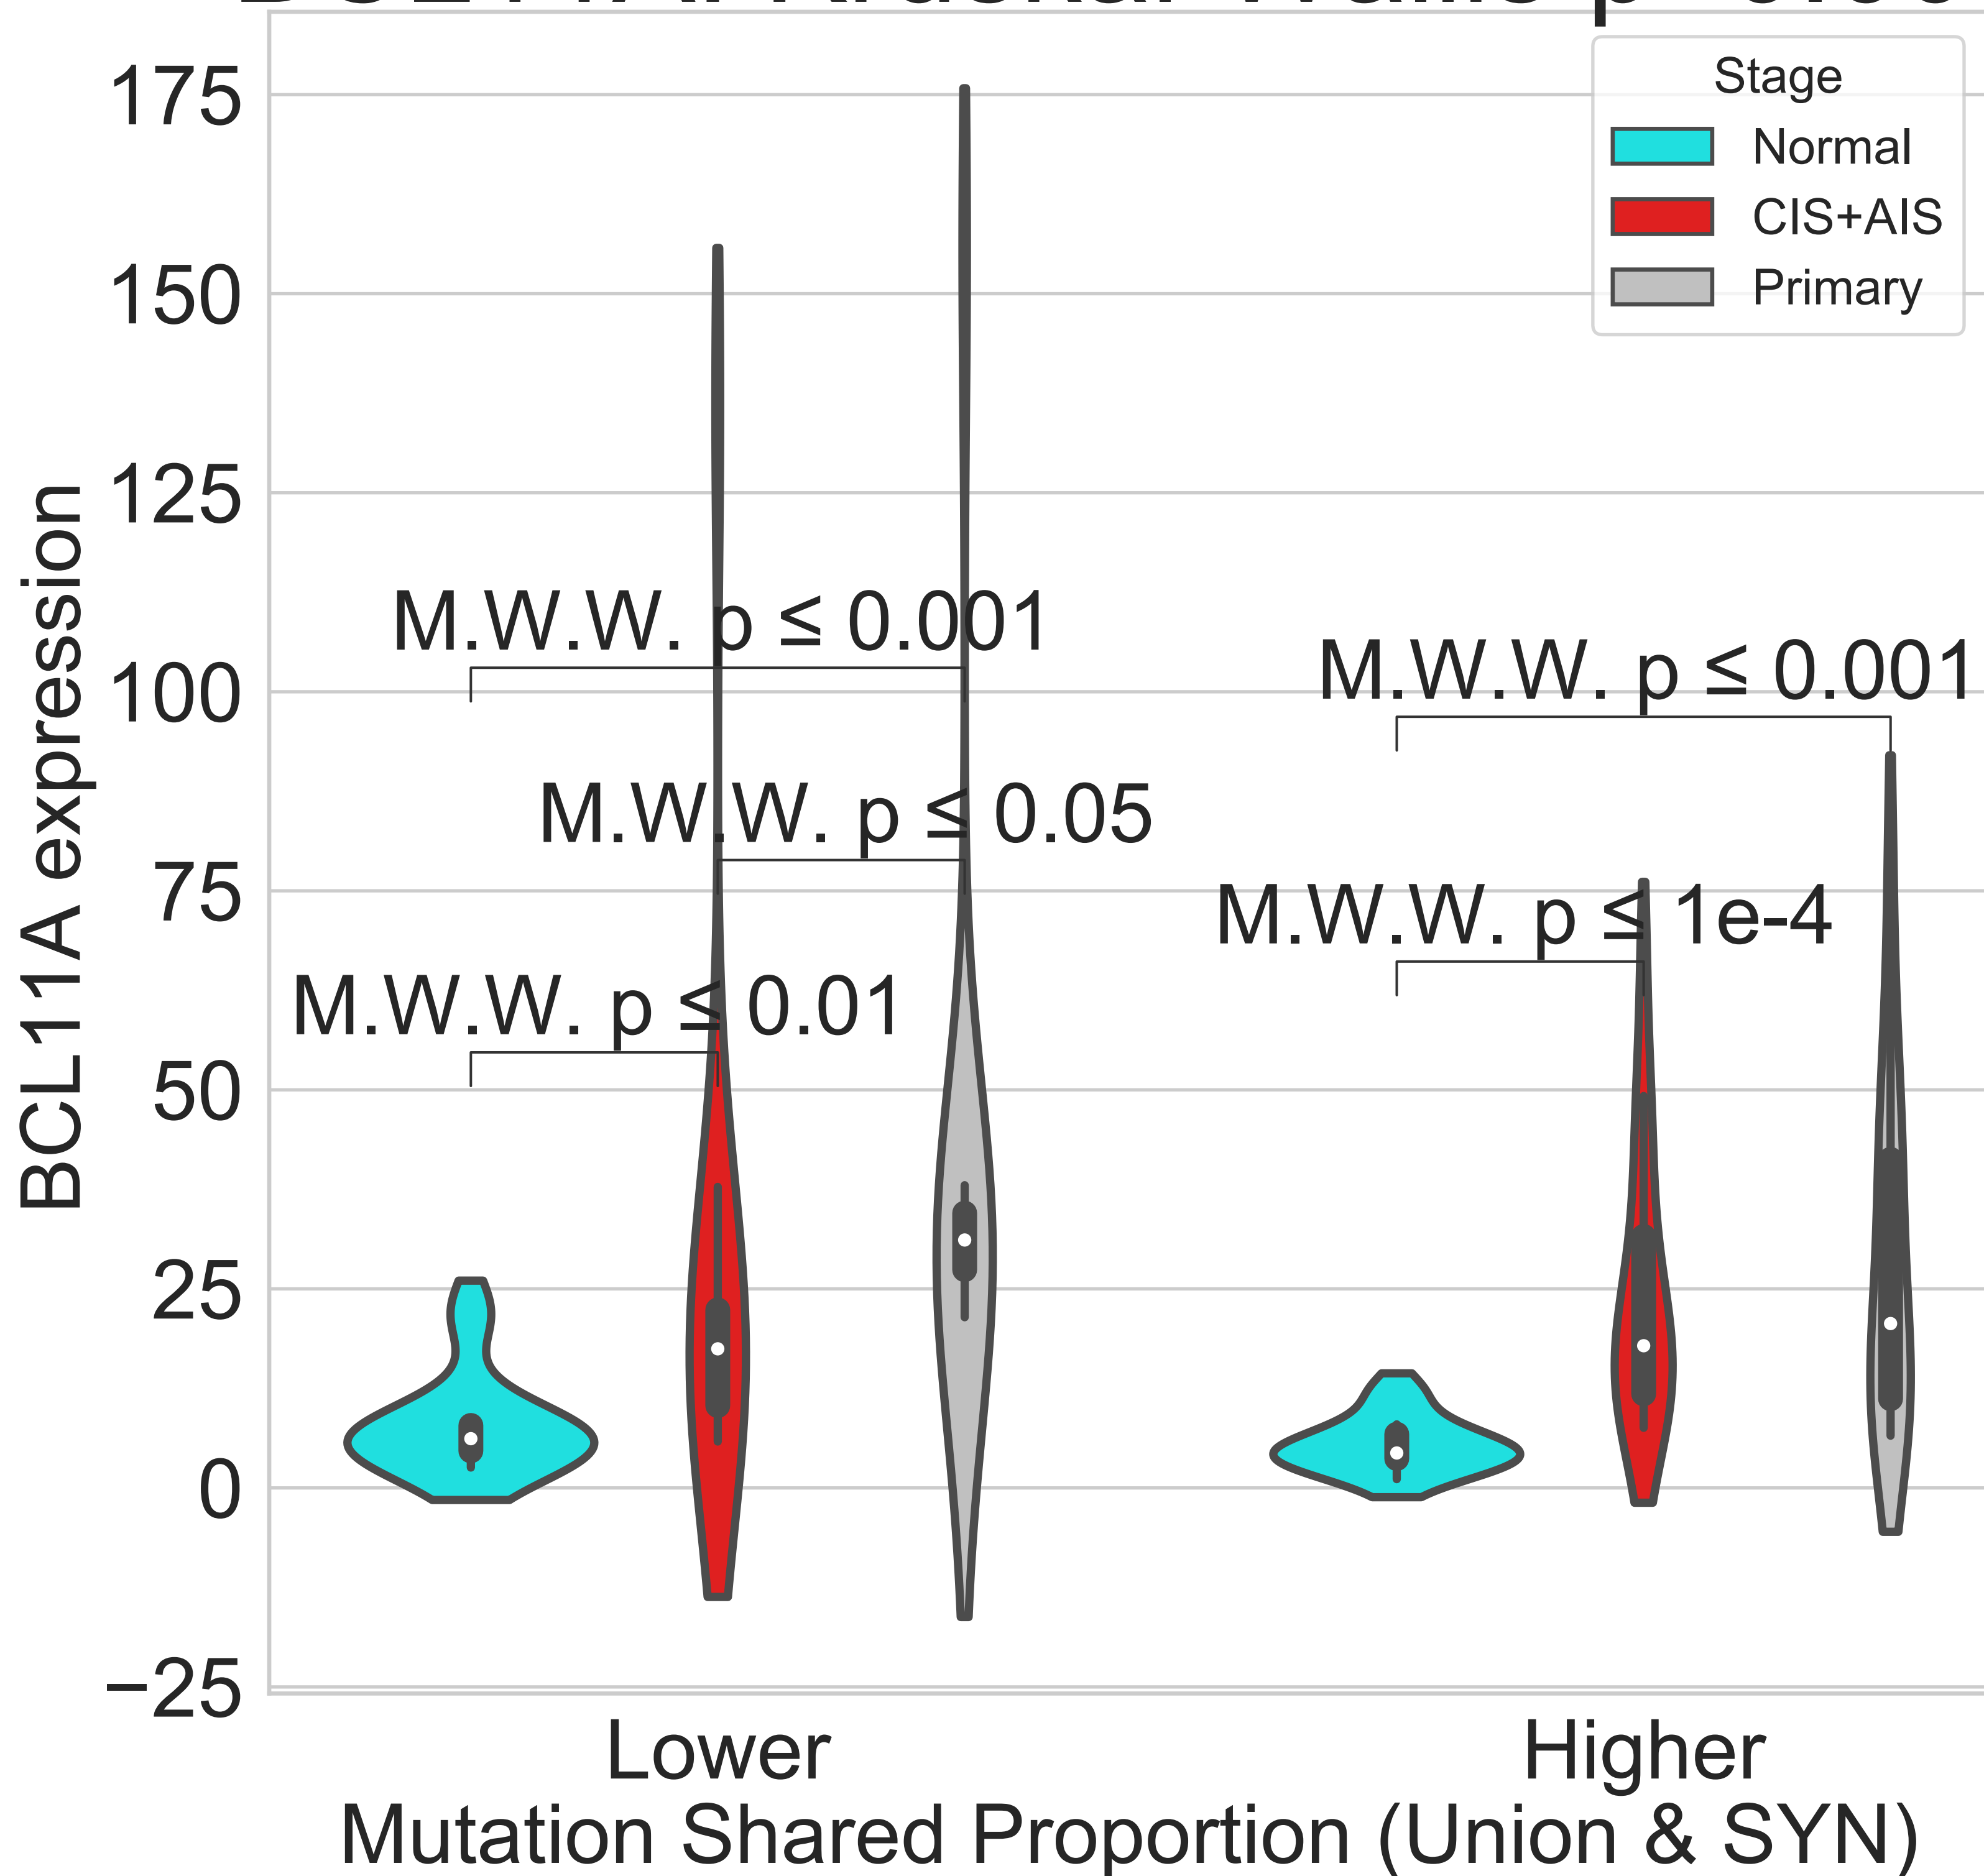 Stage
Normal
CIS+AIS
Primary
175
150
125
100
75
50
25
0
−25
BCL11A expression
M.W.W. p ≤ 0.001
M.W.W. p ≤ 0.05
M.W.W. p ≤ 0.01
M.W.W. p ≤ 0.001
M.W.W. p ≤ 1e-4
Lower
Higher
Mutation Shared Proportion (Union & SYN)